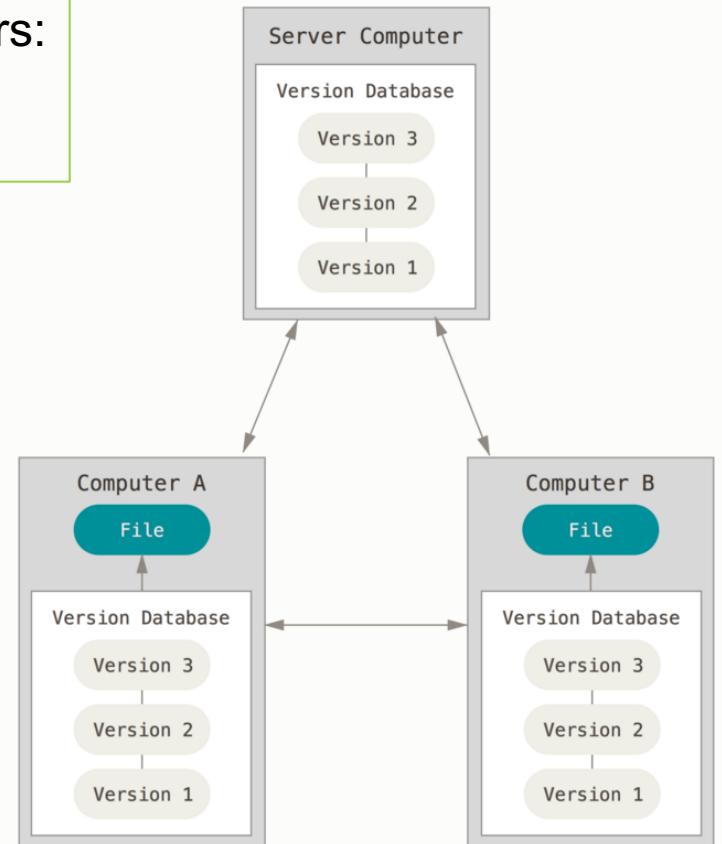 rs:
Server Computer
Version Database
Version 3
Version 2
Version 1
Computer A
File
Version Database
Version 3
Version 2
Version 1
Computer B
File
Version Database
Version 3
Version 2
Version 1